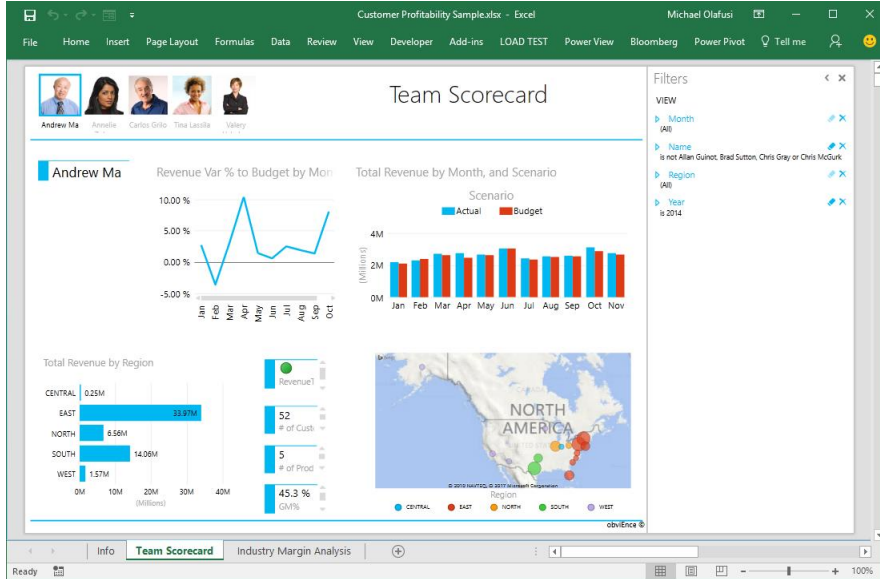 Customer Profitability Sample.xlsx - Excel
Michael Olafusi
File Home Insert Page Layout Formulas Data Review View Developer Add-ins LOAD TEST Power View Bloomberg Power Pivot Tell me
Team Scorecard
Andrew Ma Annelie Carlos Grilo Tina Lassila Valery
Andrew Ma
Revenue Var % to Budget by Mon
10.00 %
5.00 %
0.00 %
-5.00 %
Jan Feb Mar Apr May Jun Jul Aug Sep Oct
Total Revenue by Month, and Scenario
Scenario
Actual Budget
(Millions)
4M
2M
0M
Jan Feb Mar Apr May Jun Jul Aug Sep Oct Nov
Total Revenue by Region
CENTRAL 0.25M
EAST 33.97M
NORTH 6.56M
SOUTH 14.06M
WEST 1.57M
0M 10M 20M 30M 40M
(Millions)
RevenueT
52
# of Cust
5
# of Prod
45.3 %
GM%
NORTH
AMERICA
© 2010 NAVTEQ, © 2017 Microsoft Corporation
Region
CENTRAL EAST NORTH SOUTH WEST
obviEnce ©
Filters
VIEW
Month
(All)
Name
is not Allan Guinot, Brad Sutton, Chris Gray or Chris McGurk
Region
(All)
Year
is 2014
Info Team Scorecard Industry Margin Analysis
Ready
100%